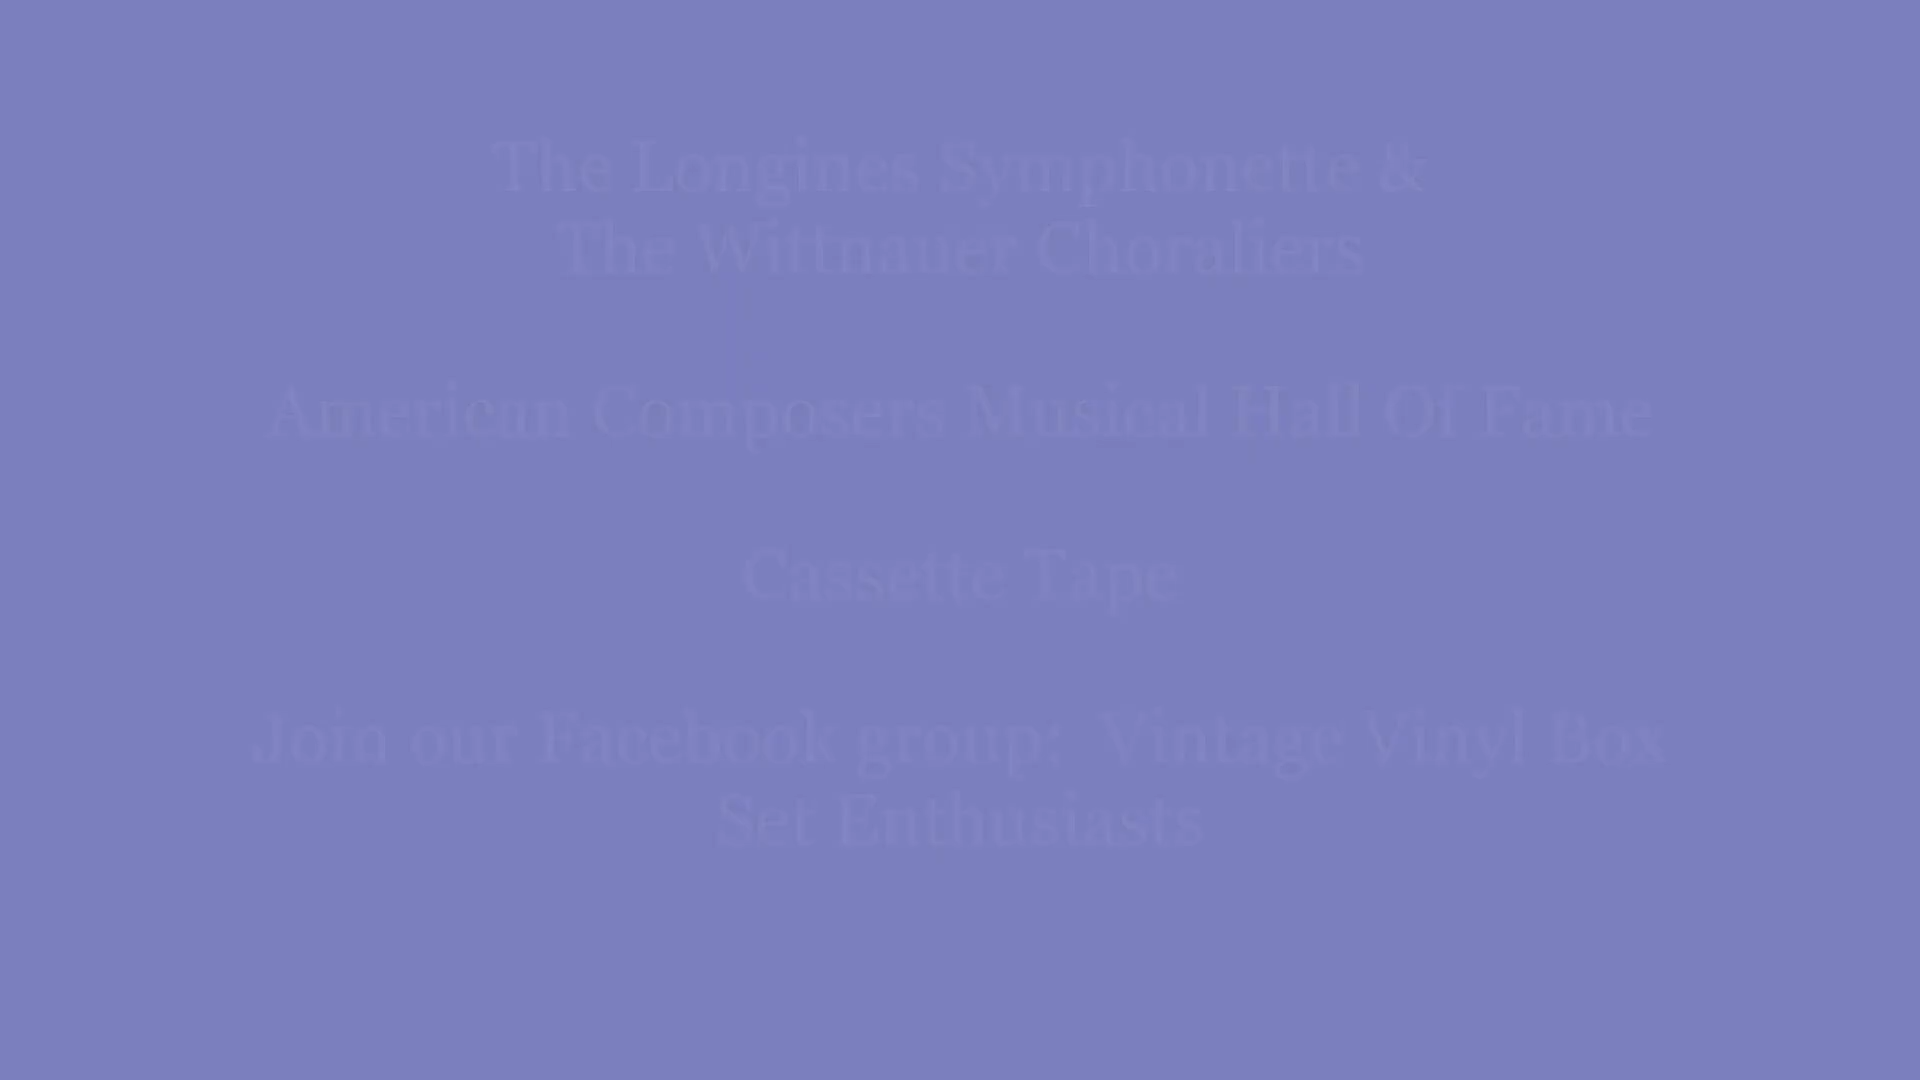 The Longines Symphonette &
The Wittnauer Choraliers
American Composers Musical Hall Of Fame
Cassette Tape
Join our Facebook group:  Vintage Vinyl Box
Set Enthusiasts